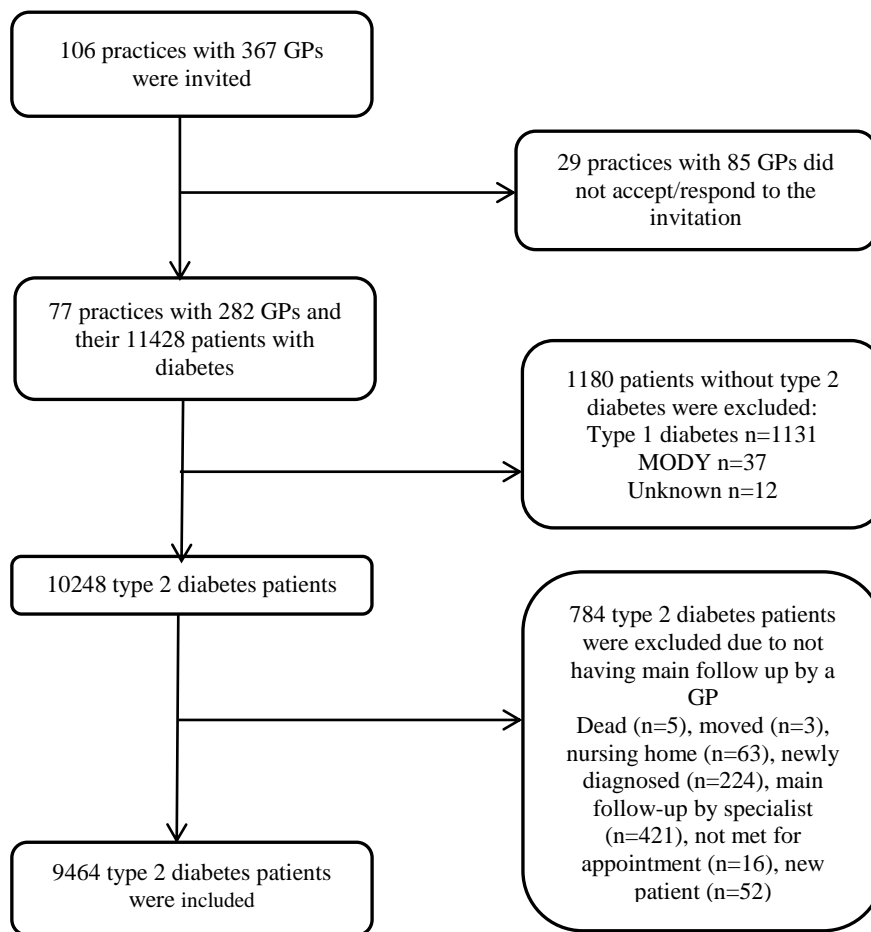 106 practices with 367 GPs
were invited
29 practices with 85 GPs did
not accept/respond to the
invitation
77 practices with 282 GPs and
their 11428 patients with
diabetes
1180 patients without type 2
diabetes were excluded:
Type 1 diabetes n=1131
MODY n=37
Unknown n=12
10248 type 2 diabetes patients
784 type 2 diabetes patients
were excluded due to not
having main follow up by a
GP
Dead (n=5), moved (n=3),
nursing home (n=63), newly
diagnosed (n=224), main
follow-up by specialist
(n=421), not met for
appointment (n=16), new
patient (n=52)
9464 type 2 diabetes patients
were included